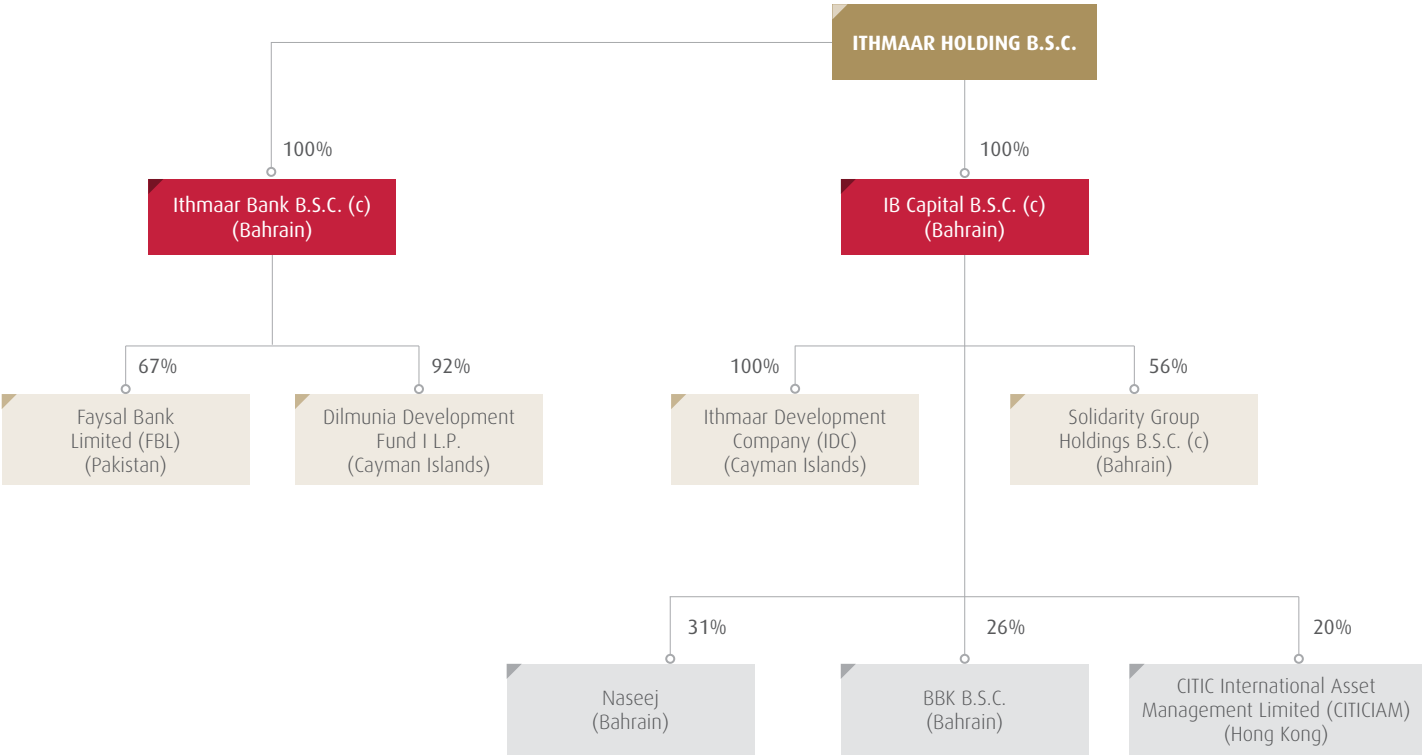 ITHMAAR HOLDING B.S.C.
100%
100%
Ithmaar Bank B.S.C. (c)
(Bahrain)
IB Capital B.S.C. (c)
(Bahrain)
67%
92%
100%
56%
Faysal Bank
Limited (FBL)
(Pakistan)
Dilmunia Development
Fund I L.P.
(Cayman Islands)
Ithmaar Development
Company (IDC)
(Cayman Islands)
Solidarity Group
Holdings B.S.C. (c)
(Bahrain)
31%
26%
20%
Naseej
(Bahrain)
BBK B.S.C.
(Bahrain)
CITIC International Asset
Management Limited (CITICIAM)
(Hong Kong)